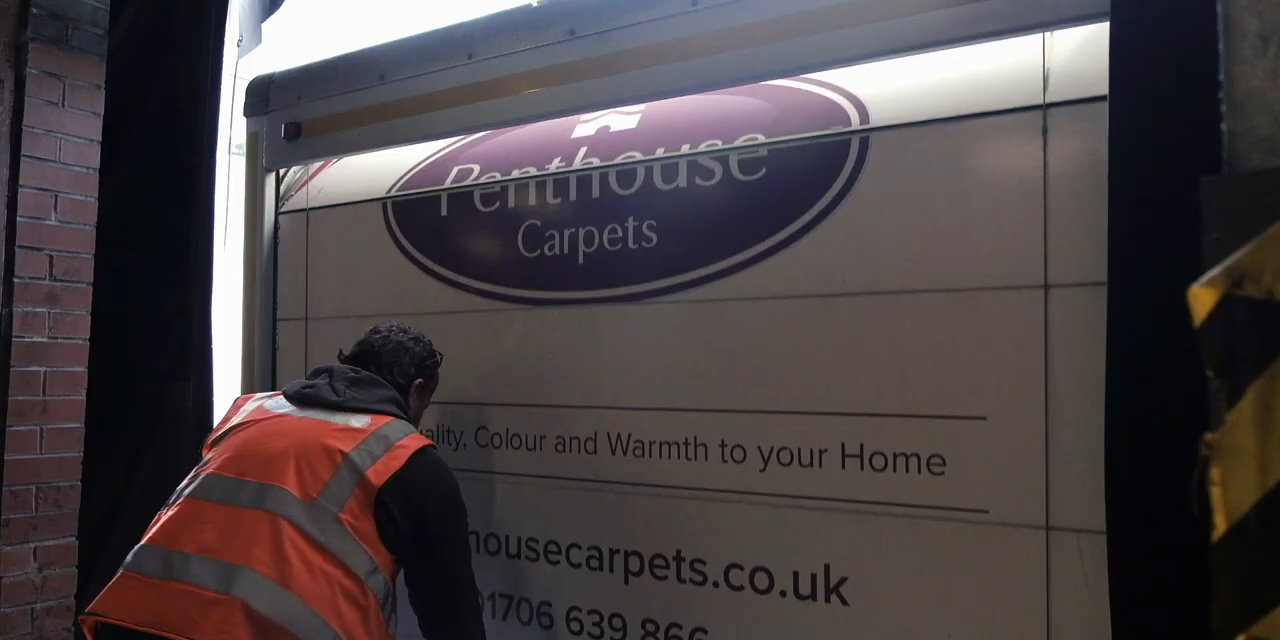 Penthouse
Carpets
ality, Colour and Warmth to your Home
housecarpets.co.uk
01706 639 866